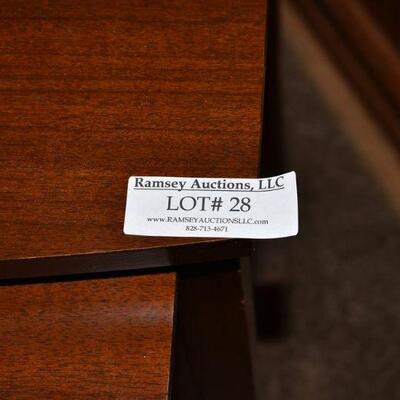 Ramsey Auctions, LLC
LOT# 28
www.RAMSEYAUCTIONSLLC.com
828-713-4671